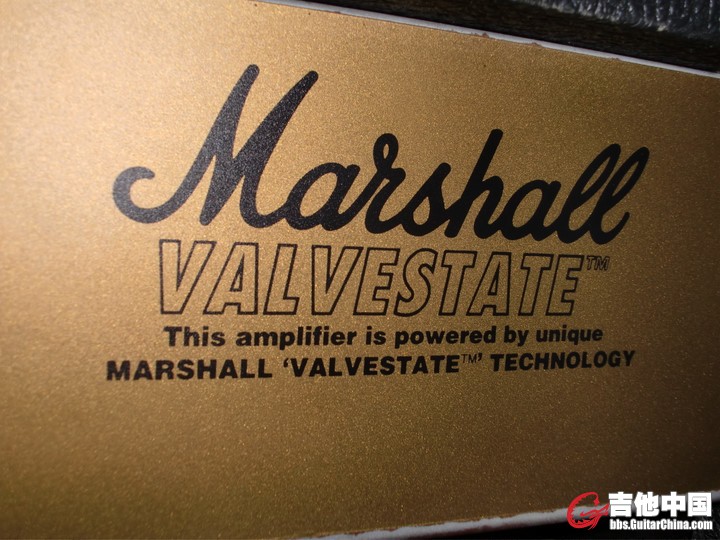 Marshall
VALVESTATE™
This amplifier is powered by unique
MARSHALL ‘VALVESTATE™’ TECHNOLOGY
吉他中国
bbs.GuitarChina.com